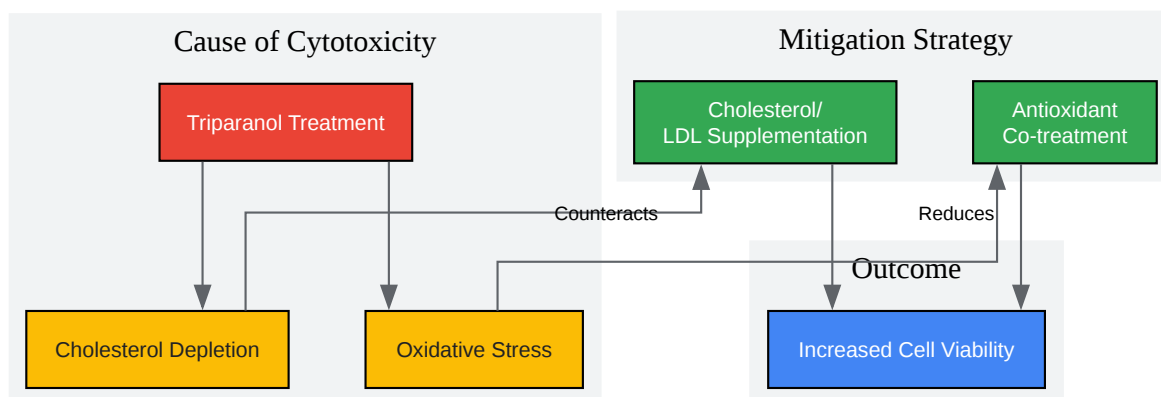 Cause of Cytotoxicity
Triparanol Treatment
Cholesterol Depletion
Oxidative Stress
Mitigation Strategy
Cholesterol/
LDL Supplementation
Antioxidant
Co-treatment
Counteracts
Reduces
Outcome
Increased Cell Viability